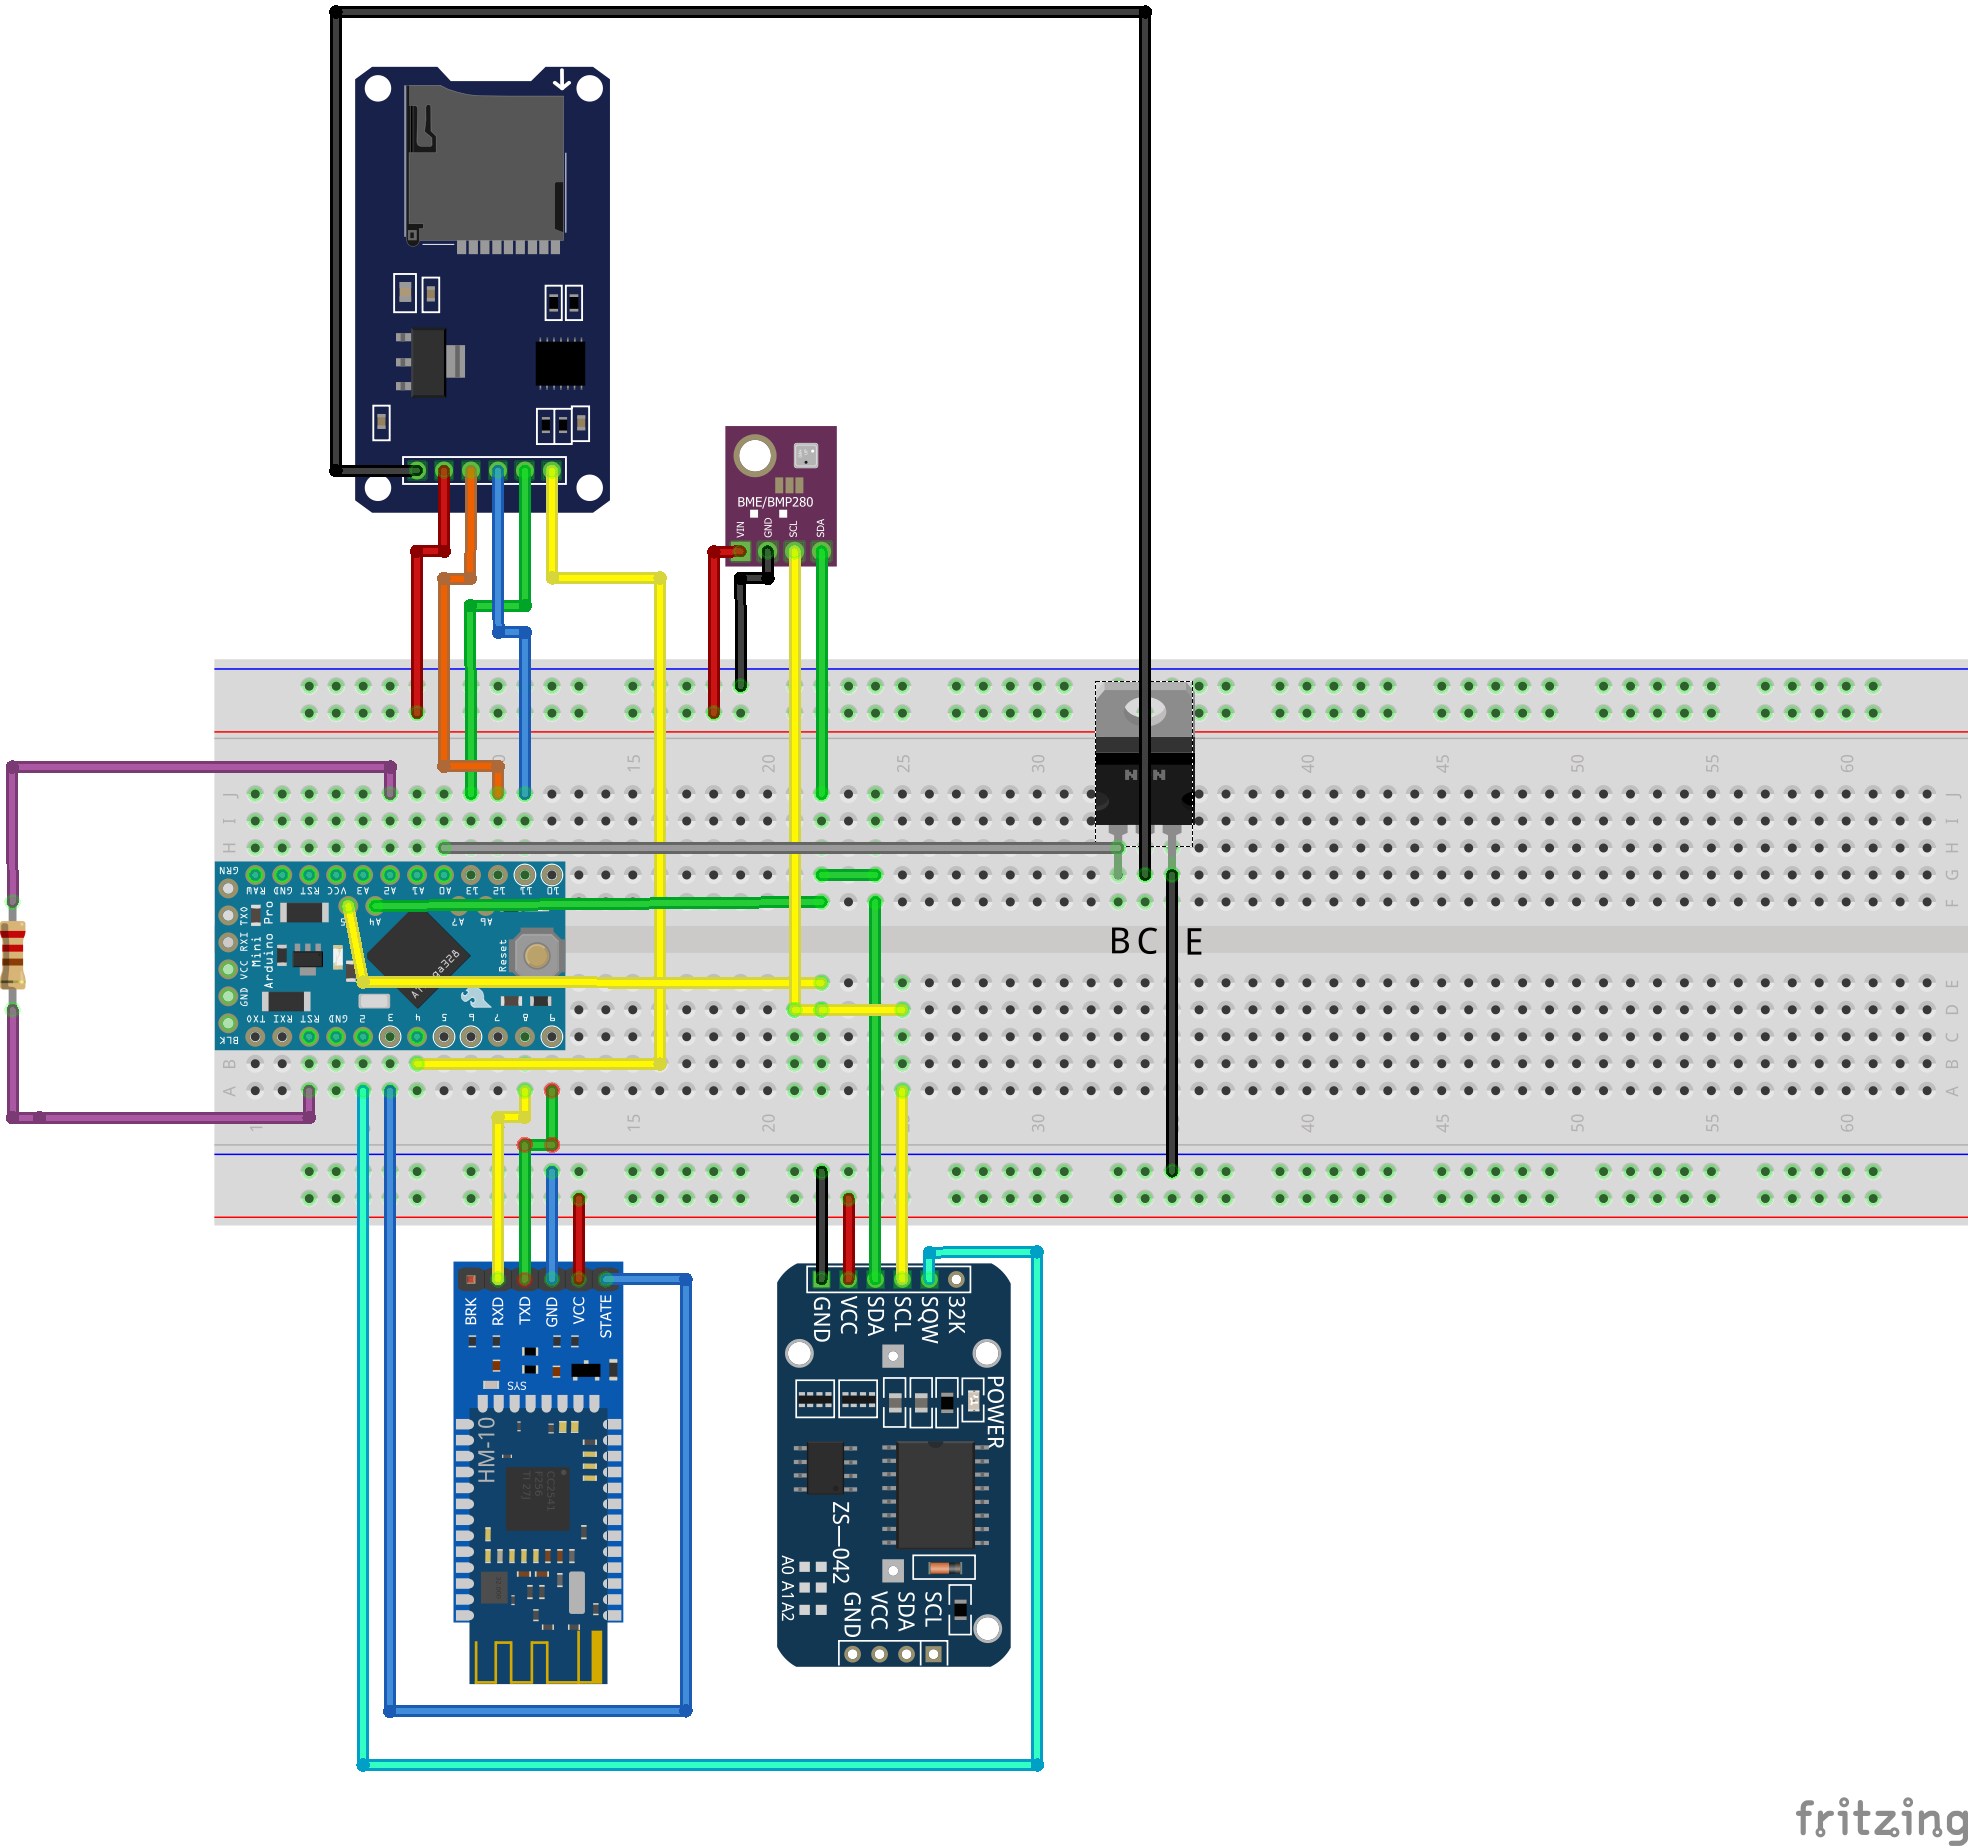 BME/BMP280
VIN GND SCL SDA
15 20 25 30 40 45 50 55 60
J J
I I
H H
G G
F F
GRN RAW GND RST VCC A3 A2 A1 A0 13 12 11 10
A4 A7 A6
TXO RXI VCC GND
Arduino Pro
Mini
Reset
BLK TXO RXI RST GND 2 3 4 5 6 7 8 9
B C E
E E
D D
C
B B
A A
15 20 30 40 45 50 55 60
BRK RXD TXD GND VCC STATE
SYS
HM-10
CC2541
F256
GND VCC SDA SCL SQW 32K
POWER
ZS-042
A0 A1 A2
GND VCC SDA SCL
fritzing